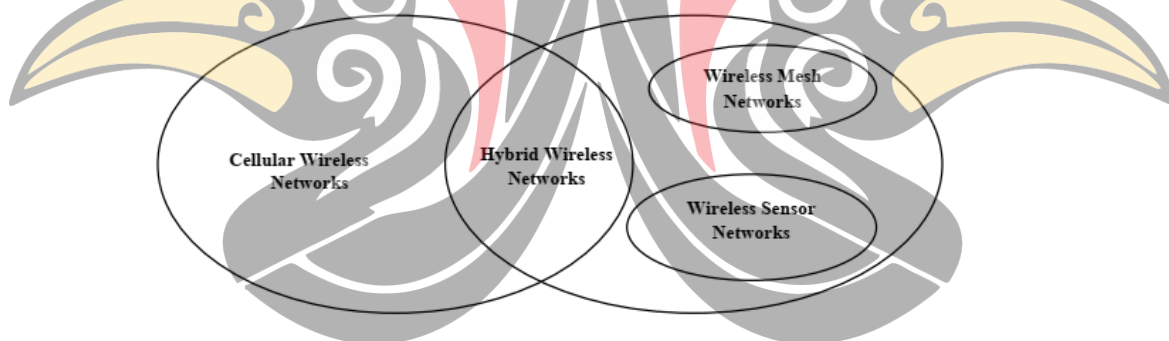 Cellular Wireless
Networks
Hybrid Wireless
Networks
Wireless Mesh
Networks
Wireless Sensor
Networks